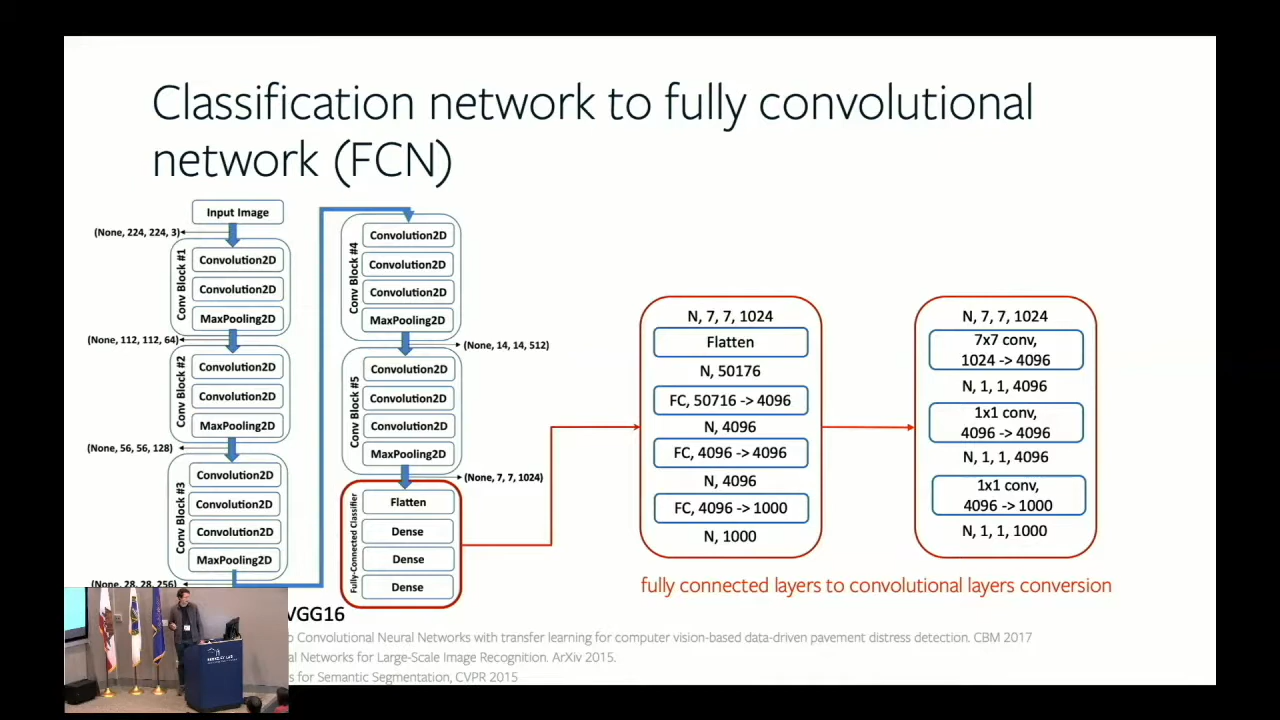 Classification network to fully convolutional
network (FCN)
Input Image
(None, 224, 224, 3)
Conv Block #1
Convolution2D
Convolution2D
MaxPooling2D
(None, 112, 112, 64)
Conv Block #2
Convolution2D
Convolution2D
MaxPooling2D
(None, 56, 56, 128)
Conv Block #3
Convolution2D
Convolution2D
Convolution2D
MaxPooling2D
(None, 28, 28, 256)
Conv Block #4
Convolution2D
Convolution2D
Convolution2D
MaxPooling2D
(None, 14, 14, 512)
Conv Block #5
Convolution2D
Convolution2D
Convolution2D
MaxPooling2D
(None, 7, 7, 1024)
Fully-Connected Classifier
Flatten
Dense
Dense
Dense
N, 7, 7, 1024
Flatten
N, 50176
FC, 50716 -> 4096
N, 4096
FC, 4096 -> 4096
N, 4096
FC, 4096 -> 1000
N, 1000
N, 7, 7, 1024
7x7 conv,
1024 -> 4096
N, 1, 1, 4096
1x1 conv,
4096 -> 4096
N, 1, 1, 4096
1x1 conv,
4096 -> 1000
N, 1, 1, 1000
fully connected layers to convolutional layers conversion
VGG16
Convolutional Neural Networks with transfer learning for computer vision-based data-driven pavement distress detection. CBM 2017
al Networks for Large-Scale Image Recognition. ArXiv 2015.
s for Semantic Segmentation, CVPR 2015
BERKELEY LAB